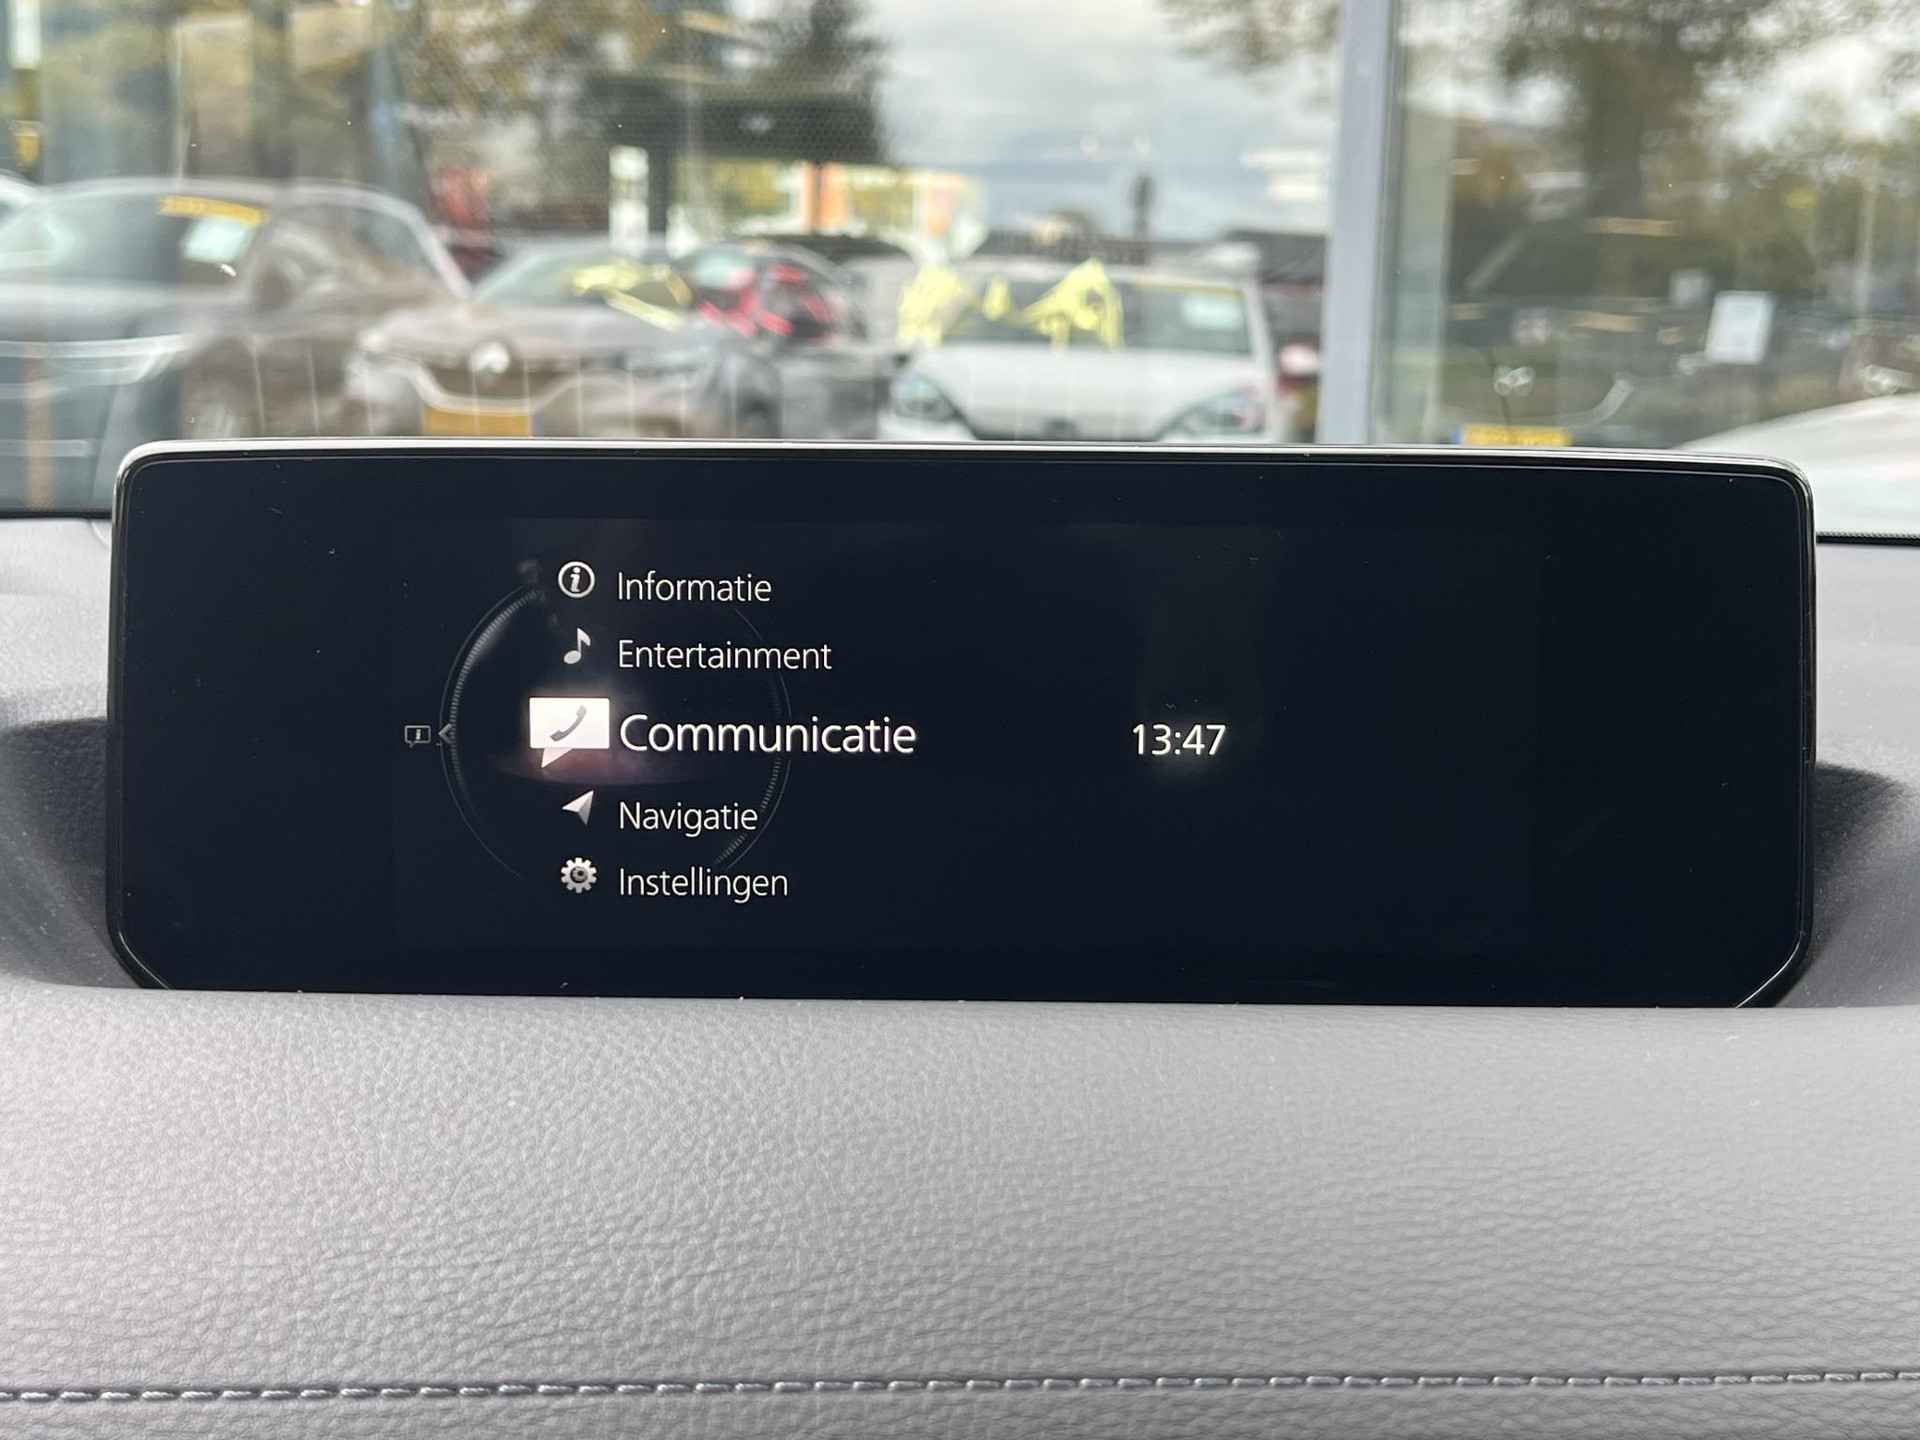 Informatie
Entertainment
Communicatie
13:47
Navigatie
Instellingen